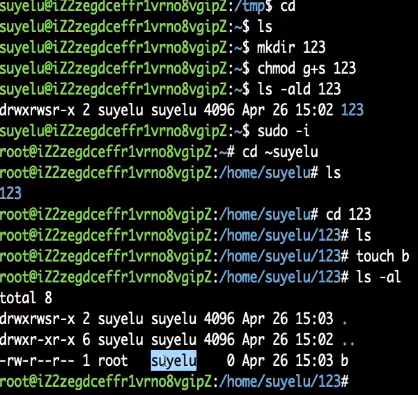 suyelu@iZ2zegdceffr1vrno8vgipZ:/tmp$ cd
suyelu@iZ2zegdceffr1vrno8vgipZ:~$ ls
suyelu@iZ2zegdceffr1vrno8vgipZ:~$ mkdir 123
suyelu@iZ2zegdceffr1vrno8vgipZ:~$ chmod g+s 123
suyelu@iZ2zegdceffr1vrno8vgipZ:~$ ls -ald 123
drwxrwsr-x 2 suyelu suyelu 4096 Apr 26 15:02 123
suyelu@iZ2zegdceffr1vrno8vgipZ:~$ sudo -i
root@iZ2zegdceffr1vrno8vgipZ:~# cd ~suyelu
root@iZ2zegdceffr1vrno8vgipZ:/home/suyelu# ls
123
root@iZ2zegdceffr1vrno8vgipZ:/home/suyelu# cd 123
root@iZ2zegdceffr1vrno8vgipZ:/home/suyelu/123# ls
root@iZ2zegdceffr1vrno8vgipZ:/home/suyelu/123# touch b
root@iZ2zegdceffr1vrno8vgipZ:/home/suyelu/123# ls -al
total 8
drwxrwsr-x 2 suyelu suyelu 4096 Apr 26 15:03 .
drwxr-xr-x 6 suyelu suyelu 4096 Apr 26 15:02 ..
-rw-r--r-- 1 root suyelu 0 Apr 26 15:03 b
root@iZ2zegdceffr1vrno8vgipZ:/home/suyelu/123#